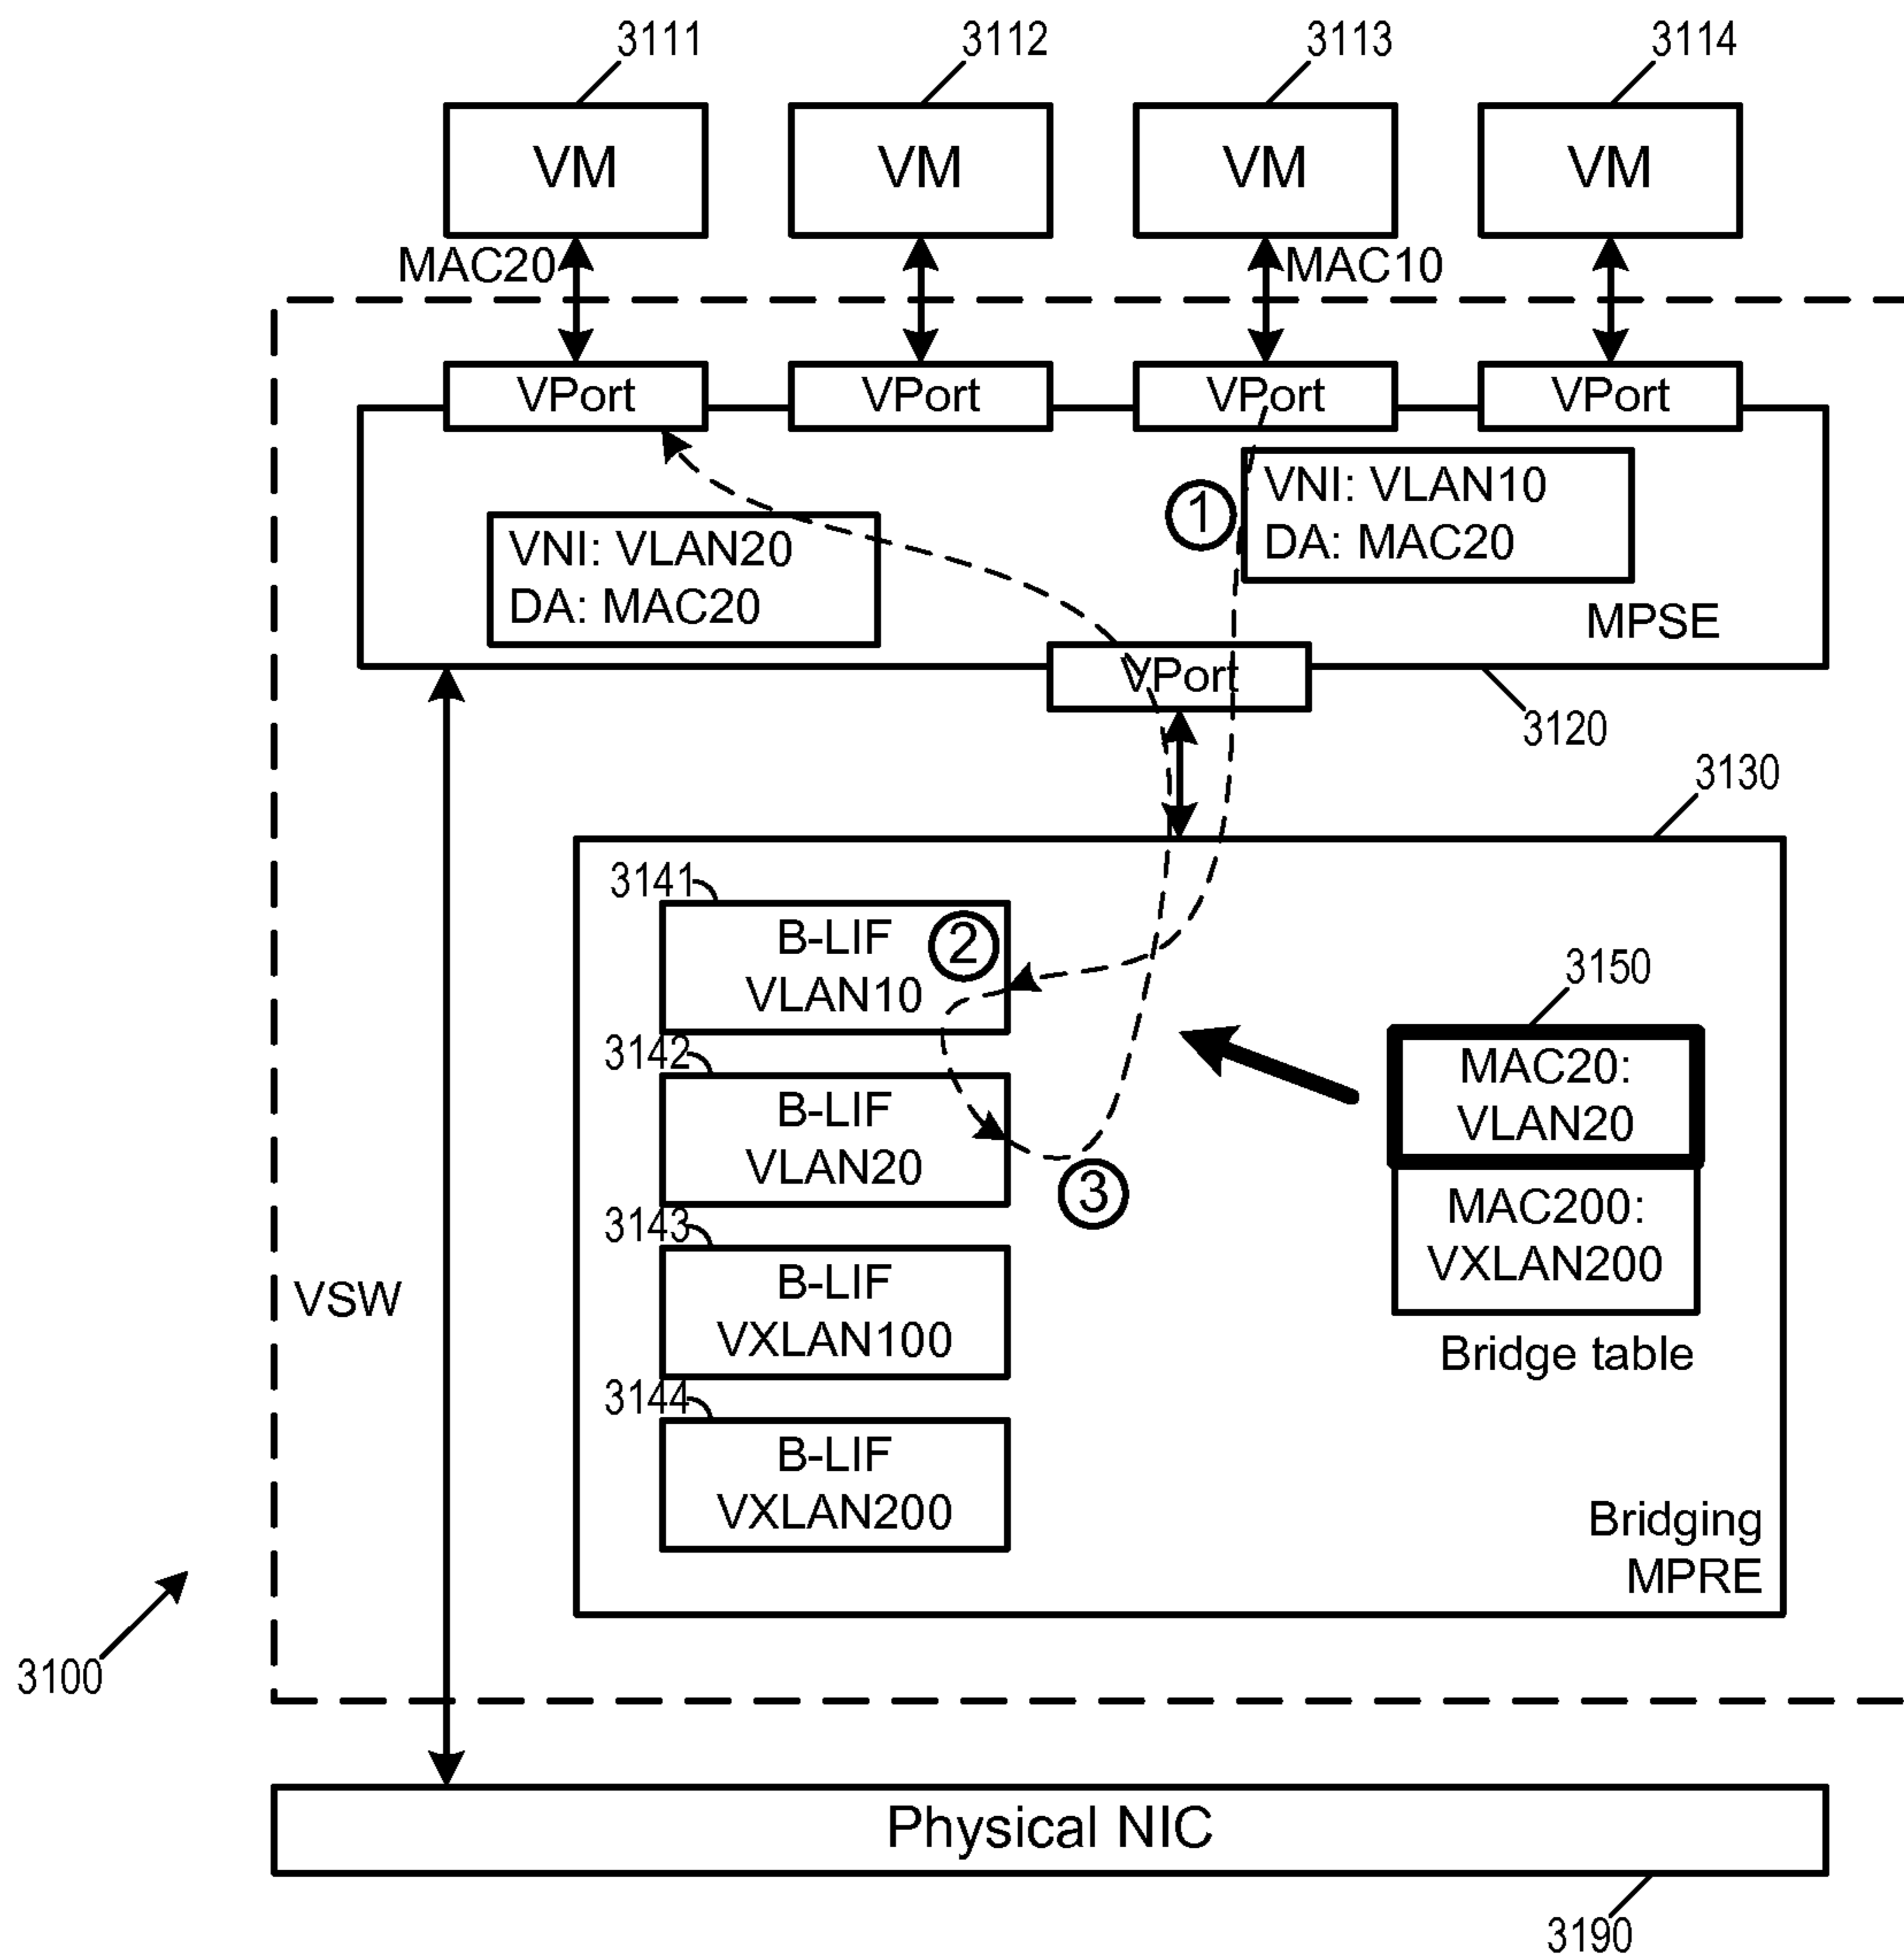 3111
3112
3113
3114
VM
VM
VM
VM
MAC20
MAC10
VPort
VPort
VPort
VPort
1
VNI: VLAN10
DA: MAC20
VNI: VLAN20
DA: MAC20
MPSE
VPort
3120
3130
3141
B-LIF
VLAN10
2
3150
3142
B-LIF
VLAN20
MAC20:
VLAN20
3
MAC200:
VXLAN200
3143
B-LIF
VXLAN100
VSW
Bridge table
3144
B-LIF
VXLAN200
Bridging
MPRE
3100
Physical NIC
3190